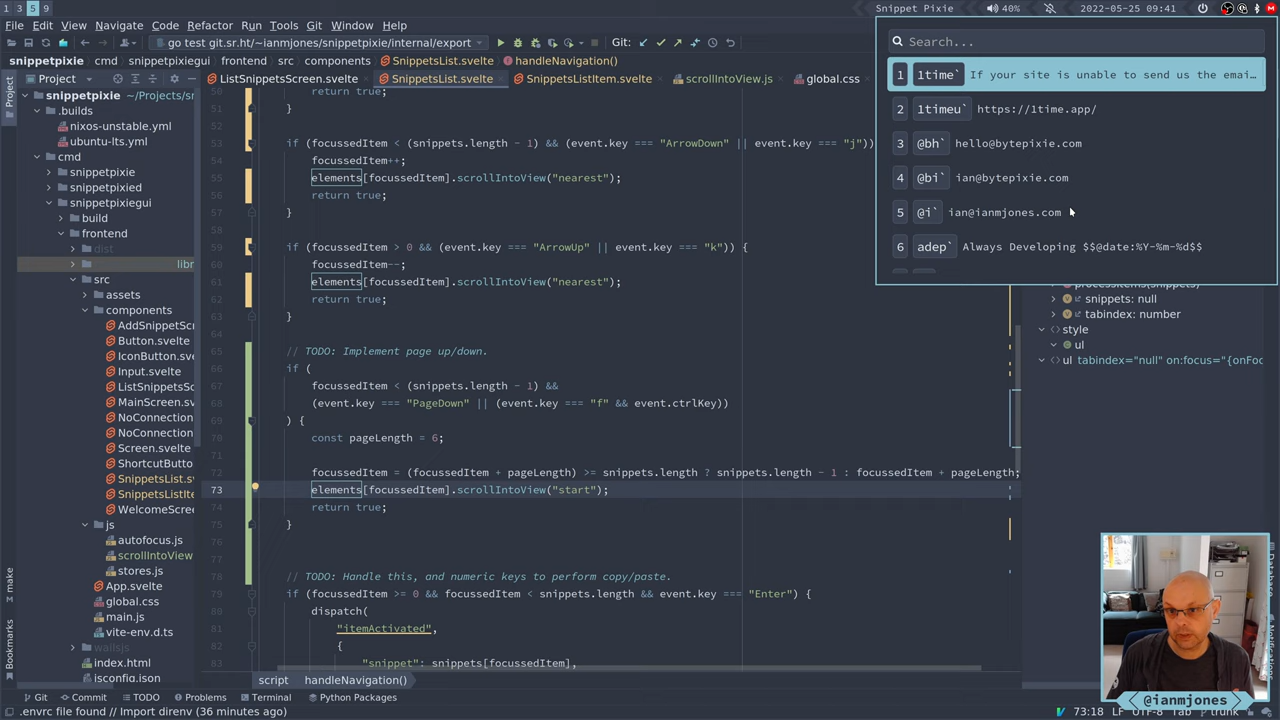 1 3 5 9
Snippet Pixie
40%
2022-05-25 09:41
File Edit View Navigate Code Refactor Run Tools Git Window Help
go test git.sr.ht/~ianmjones/snippetpixie/internal/export
Git:
cmd snippetpixiegui frontend src components SnippetsList.svelte handleNavigation()
Project
ListSnippetsScreen.svelte SnippetsList.svelte SnippetsListItem.svelte scrollIntoView.js global.css
Search...
1 1time` If your site is unable to send us the emai...
2 1timeu` https://1time.app/
3 @bh` hello@bytepixie.com
4 @bi` ian@bytepixie.com
5 @i` ian@ianmjones.com
6 adep` Always Developing $$@date:%Y-%m-%d$$
Project
snippetpixie ~/Projects/s
.builds
nixos-unstable.yml
ubuntu-lts.yml
cmd
snippetpixie
snippetpixied
snippetpixiegui
build
frontend
dist
libr
src
assets
components
AddSnippetScr
Button.svelte
IconButton.sve
Input.svelte
ListSnippetsSc
MainScreen.sv
NoConnection
NoConnection
Screen.svelte
ShortcutButto
SnippetsList.sv
SnippetsListIte
WelcomeScree
js
autofocus.js
scrollIntoView
stores.js
App.svelte
global.css
main.js
vite-env.d.ts
wailsjs
index.html
jsconfig.json
make
Bookmarks
50 return true;
51 }
52
53 if (focussedItem < (snippets.length - 1) && (event.key === "ArrowDown" || event.key === "j"))
54 focussedItem++;
55 elements[focussedItem].scrollIntoView("nearest");
56 return true;
57 }
58
59 if (focussedItem > 0 && (event.key === "ArrowUp" || event.key === "k")) {
60 focussedItem--;
61 elements[focussedItem].scrollIntoView("nearest");
62 return true;
63 }
64
65 // TODO: Implement page up/down.
66 if (
67 focussedItem < (snippets.length - 1) &&
68 (event.key === "PageDown" || (event.key === "f" && event.ctrlKey))
69 ) {
70 const pageLength = 6;
71
72 focussedItem = (focussedItem + pageLength) >= snippets.length ? snippets.length - 1 : focussedItem + pageLength;
73 elements[focussedItem].scrollIntoView("start");
74 return true;
75 }
76
77
78 // TODO: Handle this, and numeric keys to perform copy/paste.
79 if (focussedItem >= 0 && focussedItem < snippets.length && event.key === "Enter") {
80 dispatch(
81 "itemActivated",
82 {
83 "snippet": snippets[focussedItem],
processItems(snippets)
snippets: null
tabindex: number
style
ul
ul tabindex="null" on:focus="{onFoc
Database
Notifications
@ianmjones
script handleNavigation()
Git Commit TODO Problems Terminal Python Packages
.envrc file found // Import direnv (36 minutes ago)
73:18 LF UTF-8 Tab trunk